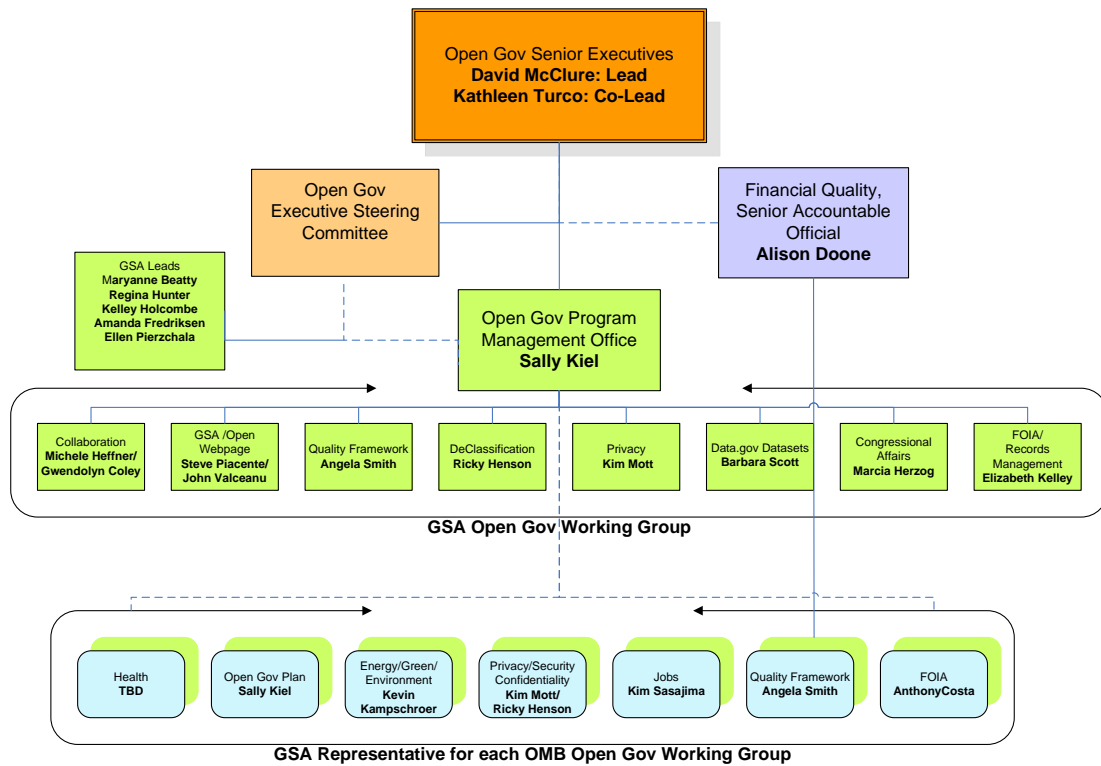 Open Gov Senior Executives
David McClure: Lead
Kathleen Turco: Co-Lead
Open Gov
Executive Steering
Committee
Financial Quality,
Senior Accountable
Official
Alison Doone
GSA Leads
Maryanne Beatty
Regina Hunter
Kelley Holcombe
Amanda Fredriksen
Ellen Pierzchala
Open Gov Program
Management Office
Sally Kiel
Collaboration
Michele Heffner/
Gwendolyn Coley
GSA /Open
Webpage
Steve Piacente/
John Valceanu
Quality Framework
Angela Smith
DeClassification
Ricky Henson
Privacy
Kim Mott
Data.gov Datasets
Barbara Scott
Congressional
Affairs
Marcia Herzog
FOIA/
Records
Management
Elizabeth Kelley
GSA Open Gov Working Group
Health
TBD
Open Gov Plan
Sally Kiel
Energy/Green/
Environment
Kevin
Kampschroer
Privacy/Security
Confidentiality
Kim Mott/
Ricky Henson
Jobs
Kim Sasajima
Quality Framework
Angela Smith
FOIA
AnthonyCosta
GSA Representative for each OMB Open Gov Working Group